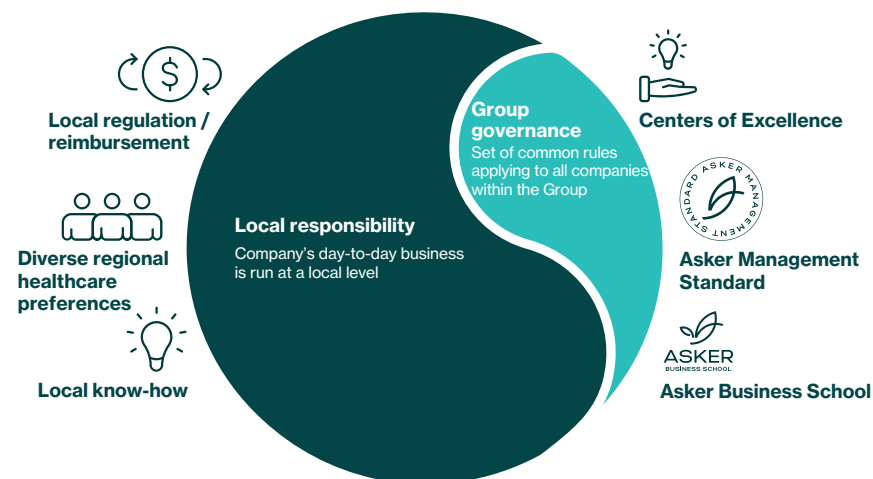 Local regulation /
reimbursement
Diverse regional
healthcare
preferences
Local know-how
$
Local responsibility
Company’s day-to-day business
is run at a local level
Group
governance
Set of common rules
applying to all companies
within the Group
Centers of Excellence
ASKER MANAGEMENT STANDARD
Asker Management
Standard
ASKER
BUSINESS SCHOOL
Asker Business School